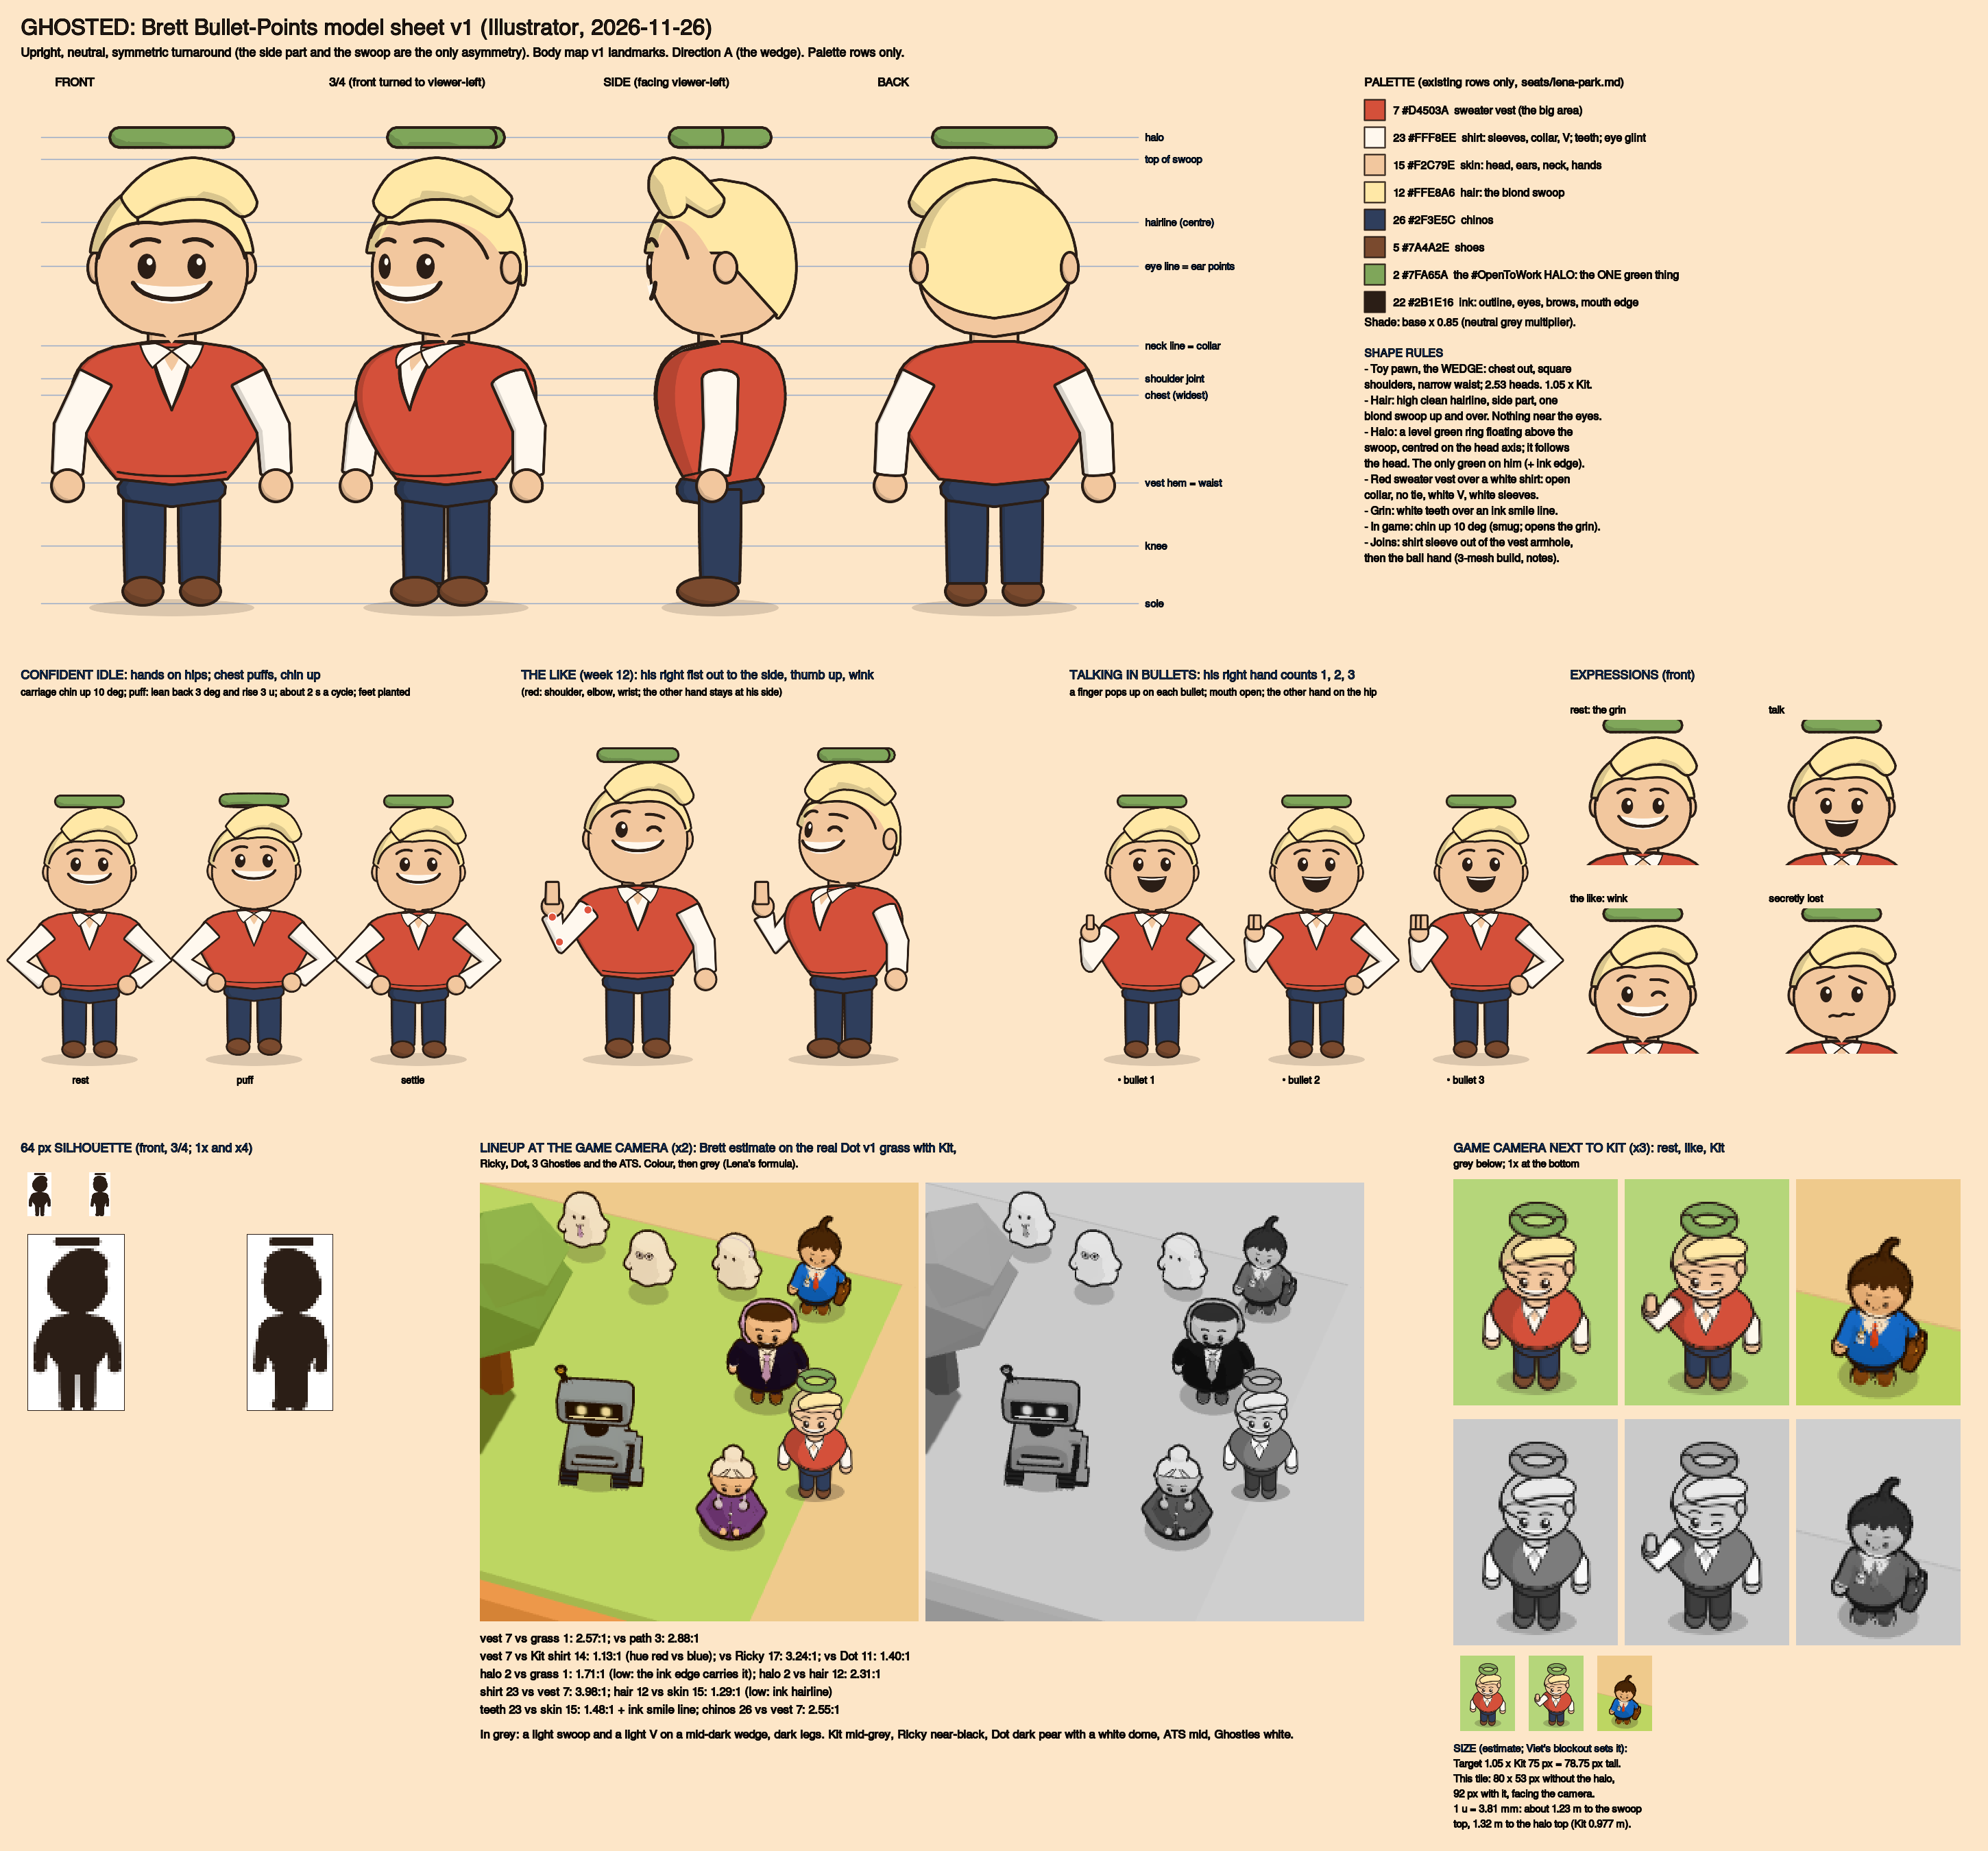 GHOSTED: Brett Bullet-Points model sheet v1 (Illustrator, 2026-11-26)
Upright, neutral, symmetric turnaround (the side part and the swoop are the only asymmetry). Body map v1 landmarks. Direction A (the wedge). Palette rows only.
FRONT
3/4 (front turned to viewer-left)
SIDE (facing viewer-left)
BACK
halo
top of swoop
hairline (centre)
eye line = ear points
neck line = collar
shoulder joint
chest (widest)
vest hem = waist
knee
sole
PALETTE (existing rows only, seats/lena-park.md)
7 #D4503A sweater vest (the big area)
23 #FFF8EE shirt: sleeves, collar, V; teeth; eye glint
15 #F2C79E skin: head, ears, neck, hands
12 #FFE8A6 hair: the blond swoop
26 #2F3E5C chinos
5 #7A4A2E shoes
2 #7FA65A the #OpenToWork HALO: the ONE green thing
22 #2B1E16 ink: outline, eyes, brows, mouth edge
Shade: base x 0.85 (neutral grey multiplier).
SHAPE RULES
- Toy pawn, the WEDGE: chest out, square
shoulders, narrow waist; 2.53 heads. 1.05 x Kit.
- Hair: high clean hairline, side part, one
blond swoop up and over. Nothing near the eyes.
- Halo: a level green ring floating above the
swoop, centred on the head axis; it follows
the head. The only green on him (+ ink edge).
- Red sweater vest over a white shirt: open
collar, no tie, white V, white sleeves.
- Grin: white teeth over an ink smile line.
- In game: chin up 10 deg (smug; opens the grin).
- Joins: shirt sleeve out of the vest armhole,
then the ball hand (3-mesh build, notes).
CONFIDENT IDLE: hands on hips; chest puffs, chin up
carriage chin up 10 deg; puff: lean back 3 deg and rise 3 u; about 2 s a cycle; feet planted
rest
puff
settle
THE LIKE (week 12): his right fist out to the side, thumb up, wink
(red: shoulder, elbow, wrist; the other hand stays at his side)
TALKING IN BULLETS: his right hand counts 1, 2, 3
a finger pops up on each bullet; mouth open; the other hand on the hip
• bullet 1
• bullet 2
• bullet 3
EXPRESSIONS (front)
rest: the grin
talk
the like: wink
secretly lost
64 px SILHOUETTE (front, 3/4; 1x and x4)
LINEUP AT THE GAME CAMERA (x2): Brett estimate on the real Dot v1 grass with Kit,
Ricky, Dot, 3 Ghosties and the ATS. Colour, then grey (Lena's formula).
vest 7 vs grass 1: 2.57:1; vs path 3: 2.88:1
vest 7 vs Kit shirt 14: 1.13:1 (hue red vs blue); vs Ricky 17: 3.24:1; vs Dot 11: 1.40:1
halo 2 vs grass 1: 1.71:1 (low: the ink edge carries it); halo 2 vs hair 12: 2.31:1
shirt 23 vs vest 7: 3.98:1; hair 12 vs skin 15: 1.29:1 (low: ink hairline)
teeth 23 vs skin 15: 1.48:1 + ink smile line; chinos 26 vs vest 7: 2.55:1
In grey: a light swoop and a light V on a mid-dark wedge, dark legs. Kit mid-grey, Ricky near-black, Dot dark pear with a white dome, ATS mid, Ghosties white.
GAME CAMERA NEXT TO KIT (x3): rest, like, Kit
grey below; 1x at the bottom
SIZE (estimate; Viet's blockout sets it):
Target 1.05 x Kit 75 px = 78.75 px tall.
This tile: 80 x 53 px without the halo,
92 px with it, facing the camera.
1 u = 3.81 mm: about 1.23 m to the swoop
top, 1.32 m to the halo top (Kit 0.977 m).